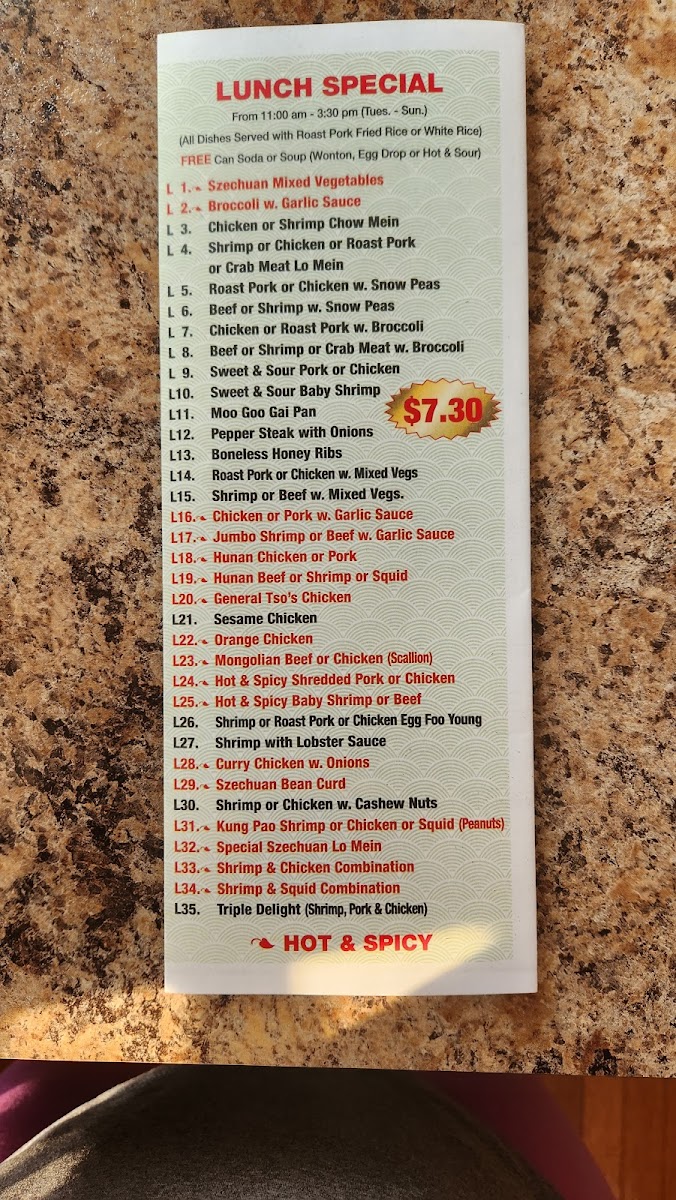 LUNCH SPECIAL
From 11:00 am - 3:30 pm (Tues. - Sun.)
(All Dishes Served with Roast Pork Fried Rice or White Rice)
FREE Can Soda or Soup (Wonton, Egg Drop or Hot & Sour)
L 1. Szechuan Mixed Vegetables
L 2. Broccoli w. Garlic Sauce
L 3. Chicken or Shrimp Chow Mein
L 4. Shrimp or Chicken or Roast Pork
or Crab Meat Lo Mein
L 5. Roast Pork or Chicken w. Snow Peas
L 6. Beef or Shrimp w. Snow Peas
L 7. Chicken or Roast Pork w. Broccoli
L 8. Beef or Shrimp or Crab Meat w. Broccoli
L 9. Sweet & Sour Pork or Chicken
L10. Sweet & Sour Baby Shrimp
L11. Moo Goo Gai Pan
$7.30
L12. Pepper Steak with Onions
L13. Boneless Honey Ribs
L14. Roast Pork or Chicken w. Mixed Vegs
L15. Shrimp or Beef w. Mixed Vegs.
L16. Chicken or Pork w. Garlic Sauce
L17. Jumbo Shrimp or Beef w. Garlic Sauce
L18. Hunan Chicken or Pork
L19. Hunan Beef or Shrimp or Squid
L20. General Tso's Chicken
L21. Sesame Chicken
L22. Orange Chicken
L23. Mongolian Beef or Chicken (Scallion)
L24. Hot & Spicy Shredded Pork or Chicken
L25. Hot & Spicy Baby Shrimp or Beef
L26. Shrimp or Roast Pork or Chicken Egg Foo Young
L27. Shrimp with Lobster Sauce
L28. Curry Chicken w. Onions
L29. Szechuan Bean Curd
L30. Shrimp or Chicken w. Cashew Nuts
L31. Kung Pao Shrimp or Chicken or Squid (Peanuts)
L32. Special Szechuan Lo Mein
L33. Shrimp & Chicken Combination
L34. Shrimp & Squid Combination
L35. Triple Delight (Shrimp, Pork & Chicken)
HOT & SPICY